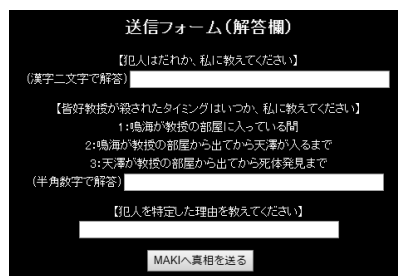 送信フォーム(解答欄)
【犯人はだれか、私に教えてください】
(漢字二文字で解答)
【皆好教授が殺されたタイミングはいつか、私に教えてください】
1:鳴海が教授の部屋に入っている間
2:鳴海が教授の部屋から出てから天澤が入るまで
3:天澤が教授の部屋から出てから死体発見まで
(半角数字で解答)
【犯人を特定した理由を教えてください】
MAKIへ真相を送る